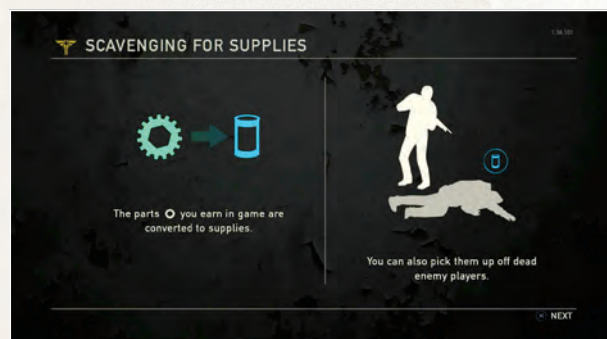 SCAVENGING FOR SUPPLIES
The parts you earn in game are
converted to supplies.
You can also pick them up off dead
enemy players.
NEXT